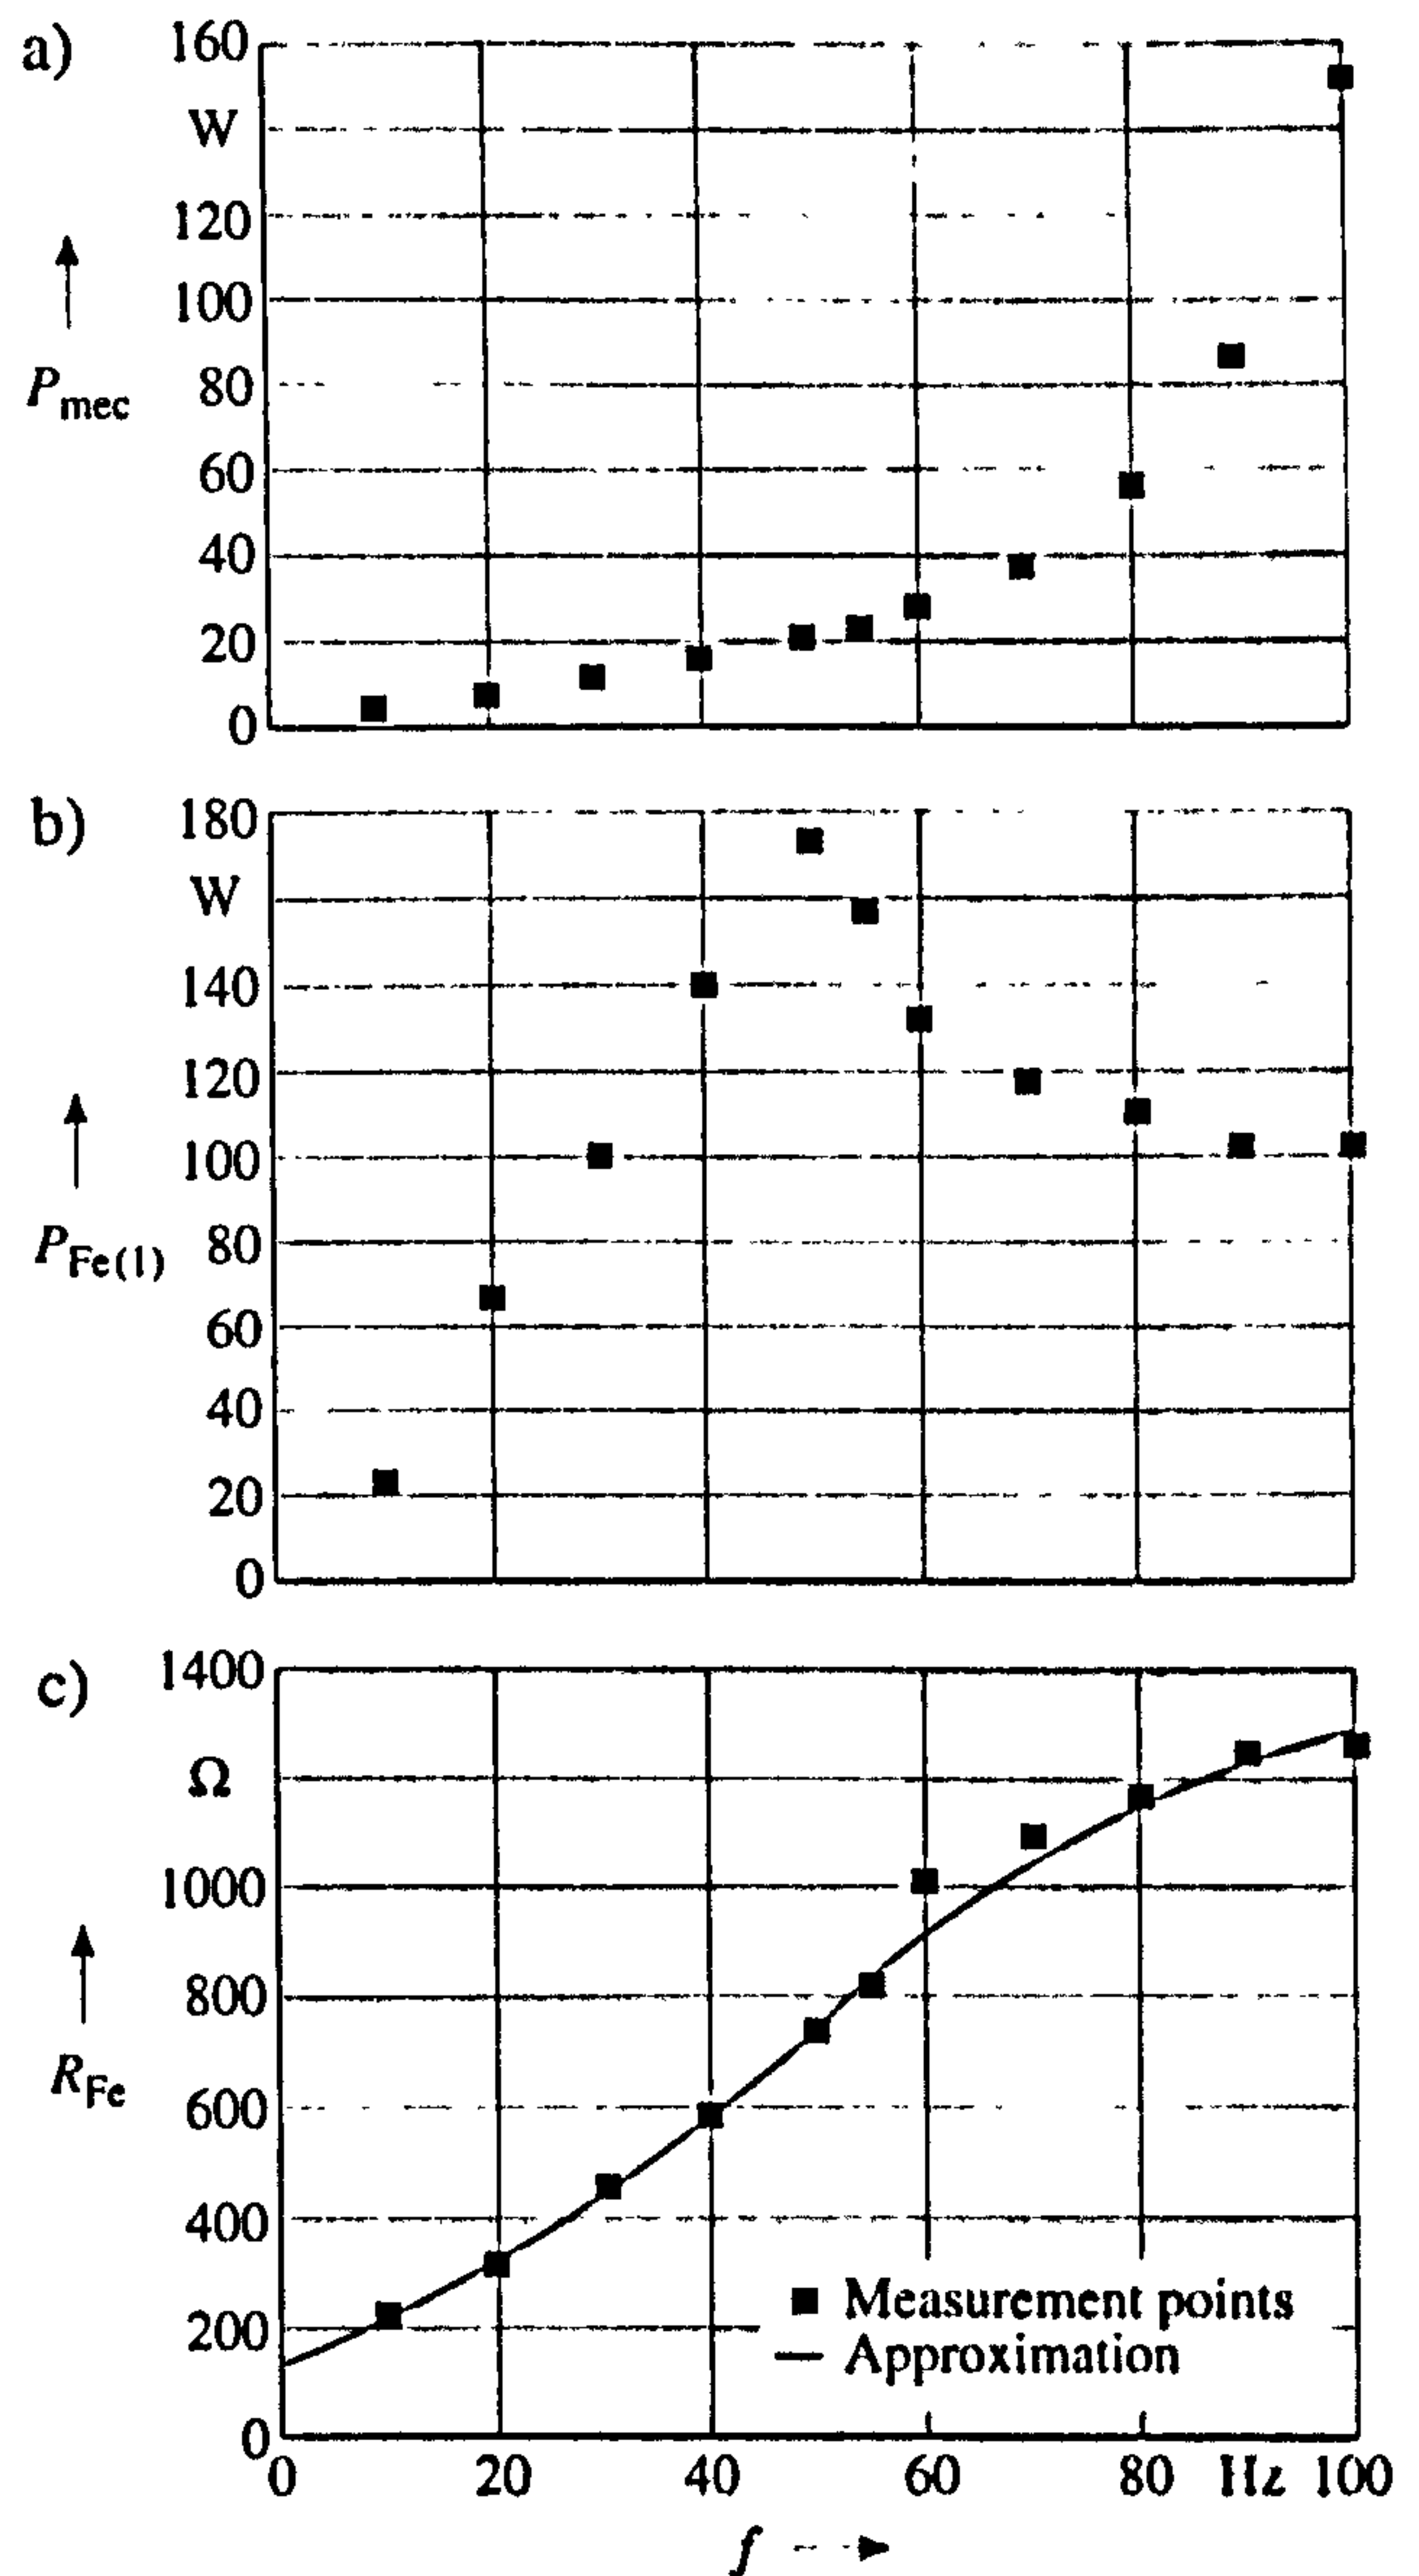 a)
160
W
120
100
80
60
40
20
0
P_mec
b)
180
W
140
120
100
80
60
40
20
0
P_Fe(1)
c)
1400
Ω
1000
800
600
400
200
0
R_Fe
■ Measurement points
— Approximation
0 20 40 60 80 Hz 100
f